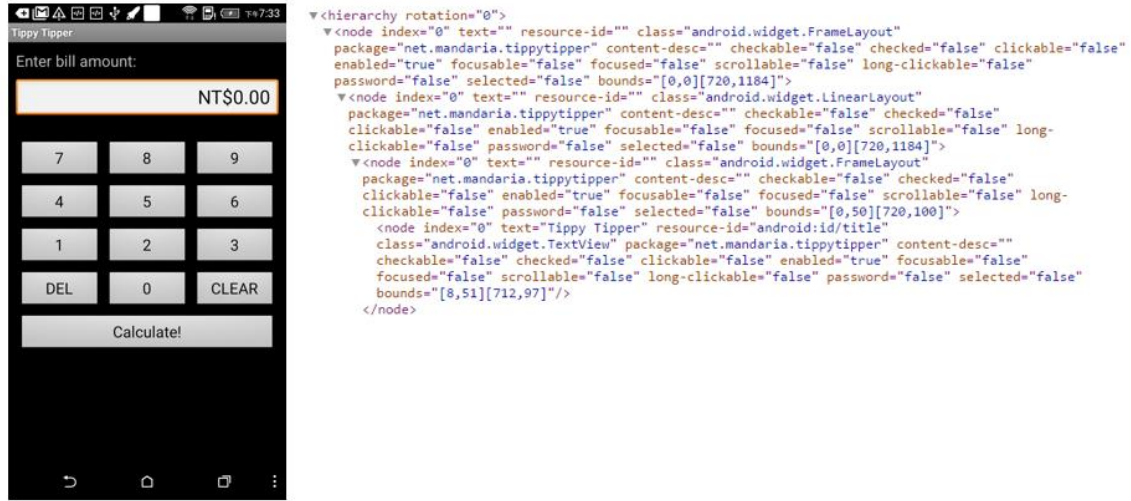 下午7:33
Tippy Tipper
Enter bill amount:
NT$0.00
7 8 9
4 5 6
1 2 3
DEL 0 CLEAR
Calculate!
▼<hierarchy rotation="0">
▼<node index="0" text="" resource-id="" class="android.widget.FrameLayout"
package="net.mandaria.tippytipper" content-desc="" checkable="false" checked="false" clickable="false"
enabled="true" focusable="false" focused="false" scrollable="false" long-clickable="false"
password="false" selected="false" bounds="[0,0][720,1184]">
▼<node index="0" text="" resource-id="" class="android.widget.LinearLayout"
package="net.mandaria.tippytipper" content-desc="" checkable="false" checked="false"
clickable="false" enabled="true" focusable="false" focused="false" scrollable="false" long-
clickable="false" password="false" selected="false" bounds="[0,0][720,1184]">
▼<node index="0" text="" resource-id="" class="android.widget.FrameLayout"
package="net.mandaria.tippytipper" content-desc="" checkable="false" checked="false"
clickable="false" enabled="true" focusable="false" focused="false" scrollable="false" long-
clickable="false" password="false" selected="false" bounds="[0,50][720,100]">
<node index="0" text="Tippy Tipper" resource-id="android:id/title"
class="android.widget.TextView" package="net.mandaria.tippytipper" content-desc=""
checkable="false" checked="false" clickable="false" enabled="true" focusable="false"
focused="false" scrollable="false" long-clickable="false" password="false" selected="false"
bounds="[8,51][712,97]"/>
</node>